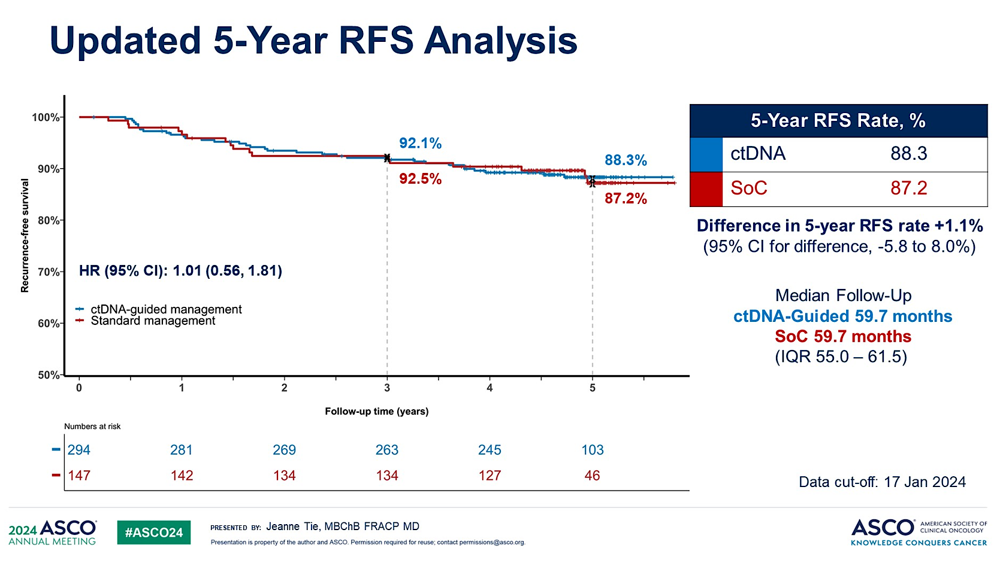 Updated 5-Year RFS Analysis
100%
90%
80%
70%
60%
50%
Recurrence-free survival
92.1%
92.5%
88.3%
87.2%
HR (95% CI): 1.01 (0.56, 1.81)
ctDNA-guided management
Standard management
0 1 2 3 4 5
Follow-up time (years)
Numbers at risk
294 281 269 263 245 103
147 142 134 134 127 46
5-Year RFS Rate, %
ctDNA 88.3
SoC 87.2
Difference in 5-year RFS rate +1.1%
(95% CI for difference, -5.8 to 8.0%)
Median Follow-Up
ctDNA-Guided 59.7 months
SoC 59.7 months
(IQR 55.0 – 61.5)
Data cut-off: 17 Jan 2024
2024 ASCO
ANNUAL MEETING
#ASCO24
PRESENTED BY: Jeanne Tie, MBChB FRACP MD
Presentation is property of the author and ASCO. Permission required for reuse; contact permissions@asco.org.
ASCO AMERICAN SOCIETY OF
CLINICAL ONCOLOGY
KNOWLEDGE CONQUERS CANCER